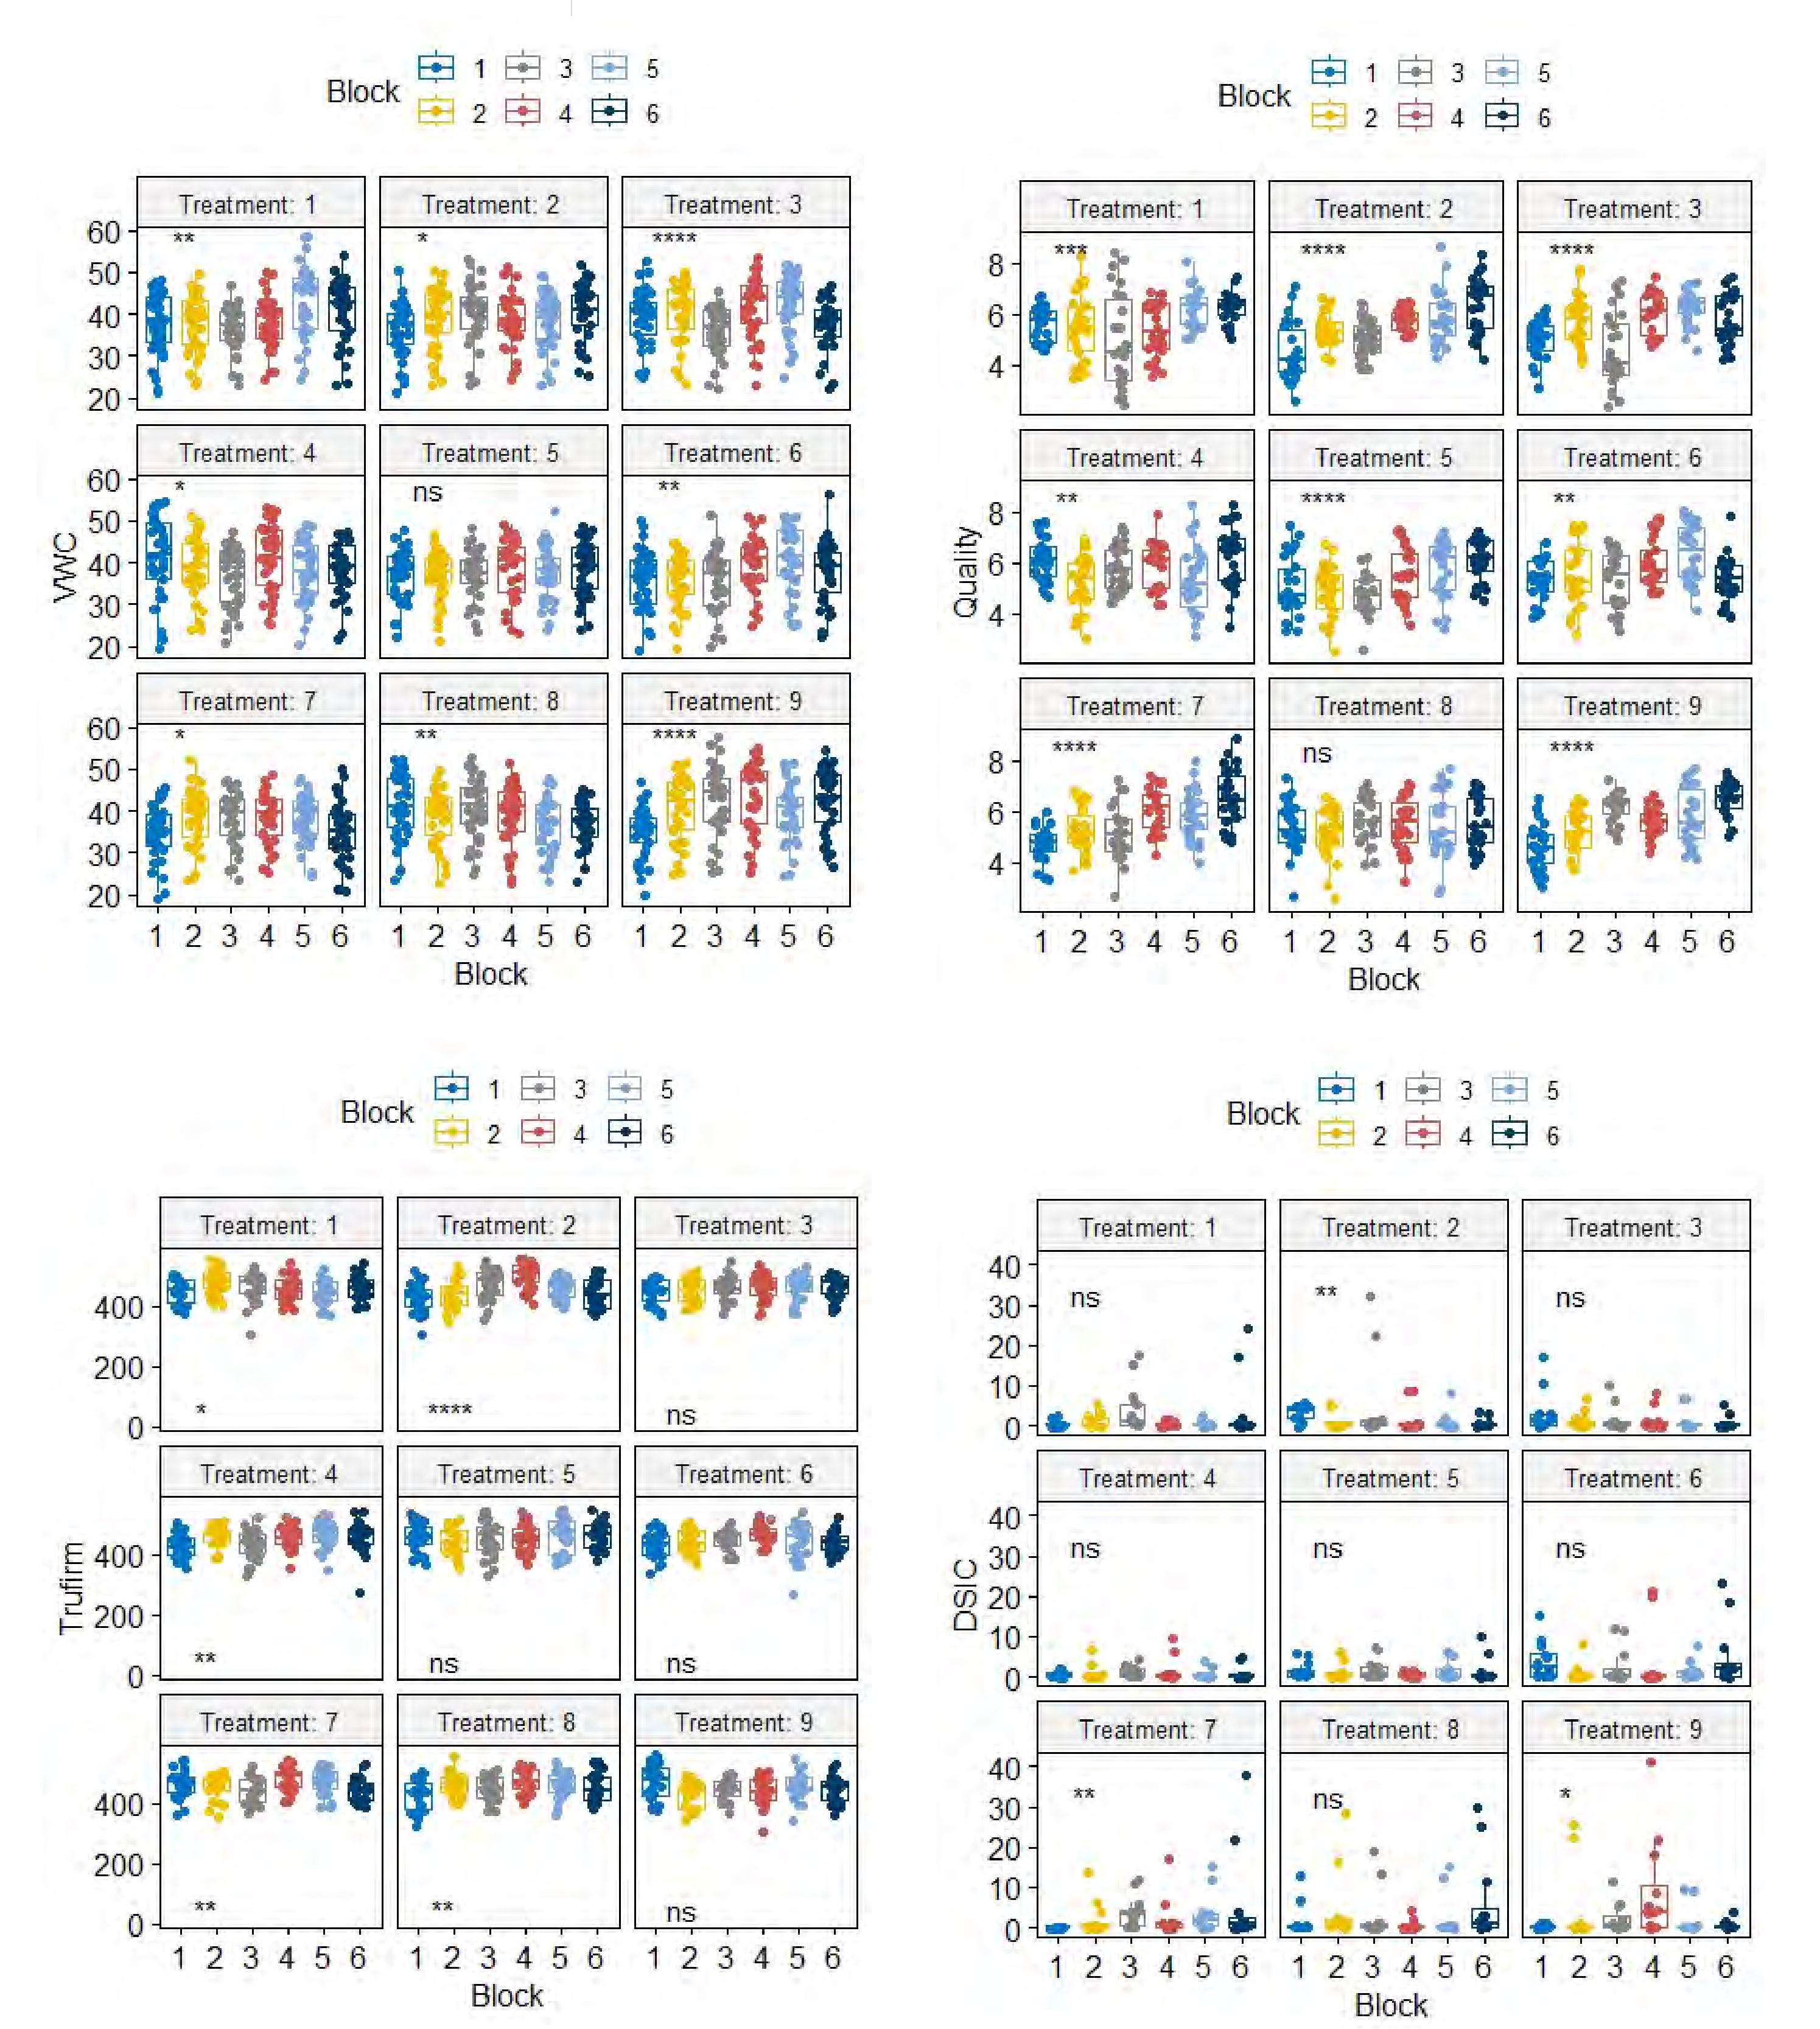 Block 1 3 5
2 4 6
Treatment: 1 Treatment: 2 Treatment: 3
** * ****
60
50
40
30
20
Treatment: 4 Treatment: 5 Treatment: 6
* ns **
60
50
40
30
20
VWC
Treatment: 7 Treatment: 8 Treatment: 9
* ** ****
60
50
40
30
20
1 2 3 4 5 6 1 2 3 4 5 6 1 2 3 4 5 6
Block
Block 1 3 5
2 4 6
Treatment: 1 Treatment: 2 Treatment: 3
*** **** ****
8
6
4
Treatment: 4 Treatment: 5 Treatment: 6
** **** **
8
6
4
Quality
Treatment: 7 Treatment: 8 Treatment: 9
**** ns ****
8
6
4
1 2 3 4 5 6 1 2 3 4 5 6 1 2 3 4 5 6
Block
Block 1 3 5
2 4 6
Treatment: 1 Treatment: 2 Treatment: 3
400
200
* **** ns
0
Treatment: 4 Treatment: 5 Treatment: 6
400
200
** ns ns
0
Trufirm
Treatment: 7 Treatment: 8 Treatment: 9
400
200
** ** ns
0
1 2 3 4 5 6 1 2 3 4 5 6 1 2 3 4 5 6
Block
Block 1 3 5
2 4 6
Treatment: 1 Treatment: 2 Treatment: 3
40
ns ** ns
30
20
10
0
Treatment: 4 Treatment: 5 Treatment: 6
40
ns ns ns
30
20
10
0
DSIC
Treatment: 7 Treatment: 8 Treatment: 9
40
** ns *
30
20
10
0
1 2 3 4 5 6 1 2 3 4 5 6 1 2 3 4 5 6
Block